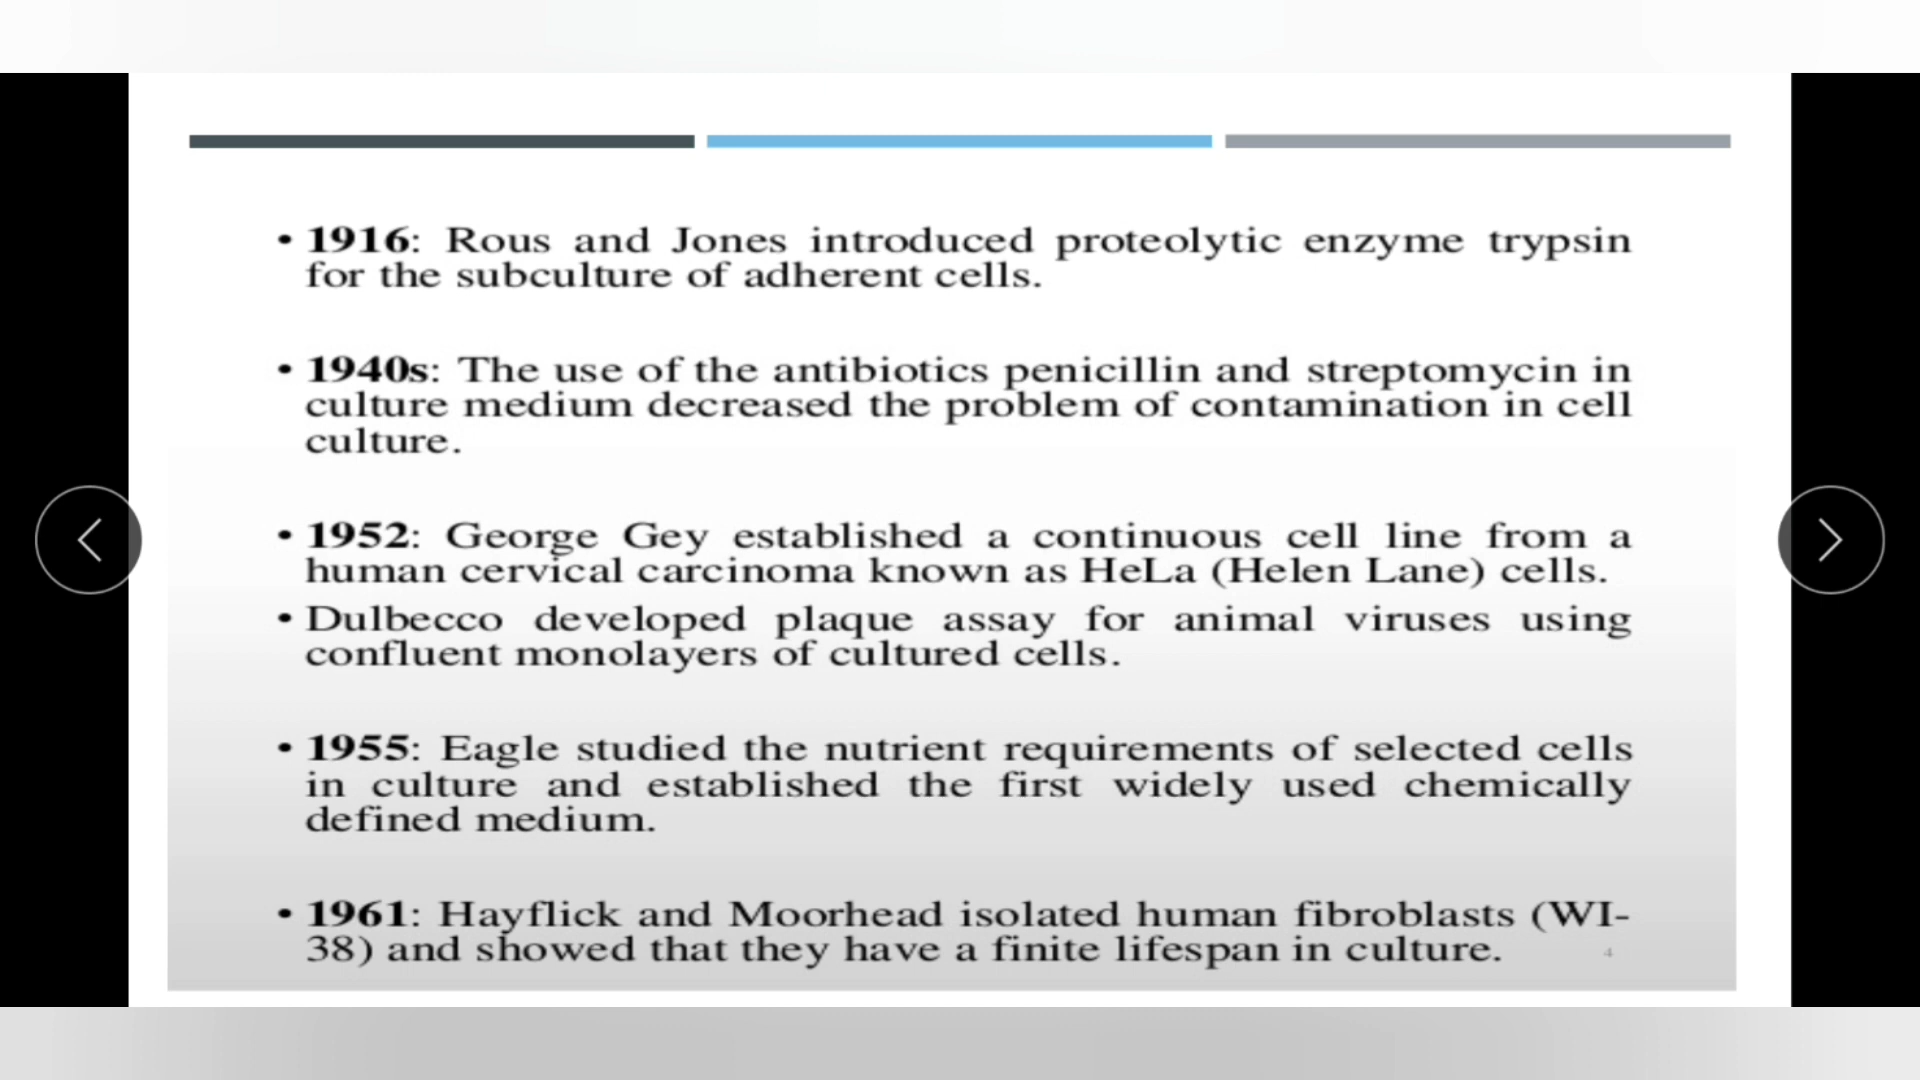 • 1916: Rous and Jones introduced proteolytic enzyme trypsin
for the subculture of adherent cells.
• 1940s: The use of the antibiotics penicillin and streptomycin in
culture medium decreased the problem of contamination in cell
culture.
• 1952: George Gey established a continuous cell line from a
human cervical carcinoma known as HeLa (Helen Lane) cells.
• Dulbecco developed plaque assay for animal viruses using
confluent monolayers of cultured cells.
• 1955: Eagle studied the nutrient requirements of selected cells
in culture and established the first widely used chemically
defined medium.
• 1961: Hayflick and Moorhead isolated human fibroblasts (WI-
38) and showed that they have a finite lifespan in culture.
4